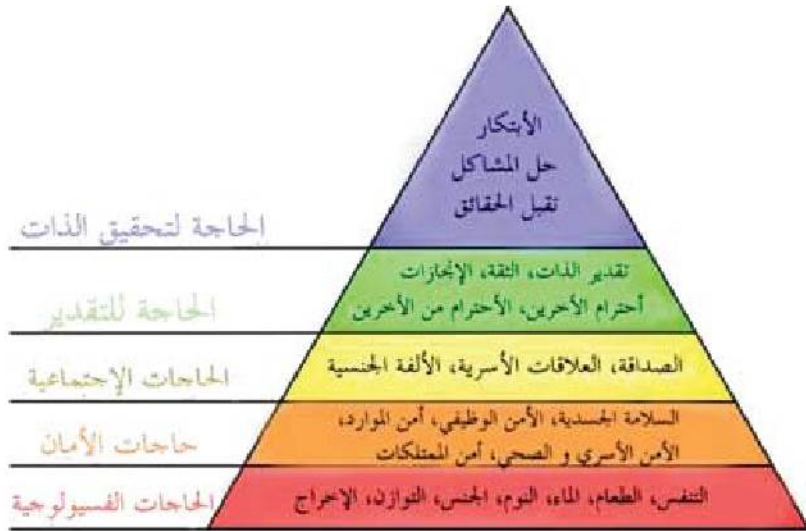 الأبتكار
حل المشاكل
تقبل الحقائق
الحاجة لتحقيق الذات
تقدير الذات، الثقة، الإنجازات
أحترام الأخرين، الأحترام من الأخرين
الحاجة للتقدير
الصداقة، العلاقات الأسرية، الألفة الجنسية
الحاجات الإجتماعية
السلامة الجسدية، الأمن الوظيفي، أمن الموارد،
الأمن الأسري و الصحي، أمن الممتلكات
حاجات الأمان
التنفس، الطعام، الماء، النوم، الجنس، التوازن، الإخراج
الحاجات الفسيولوجية